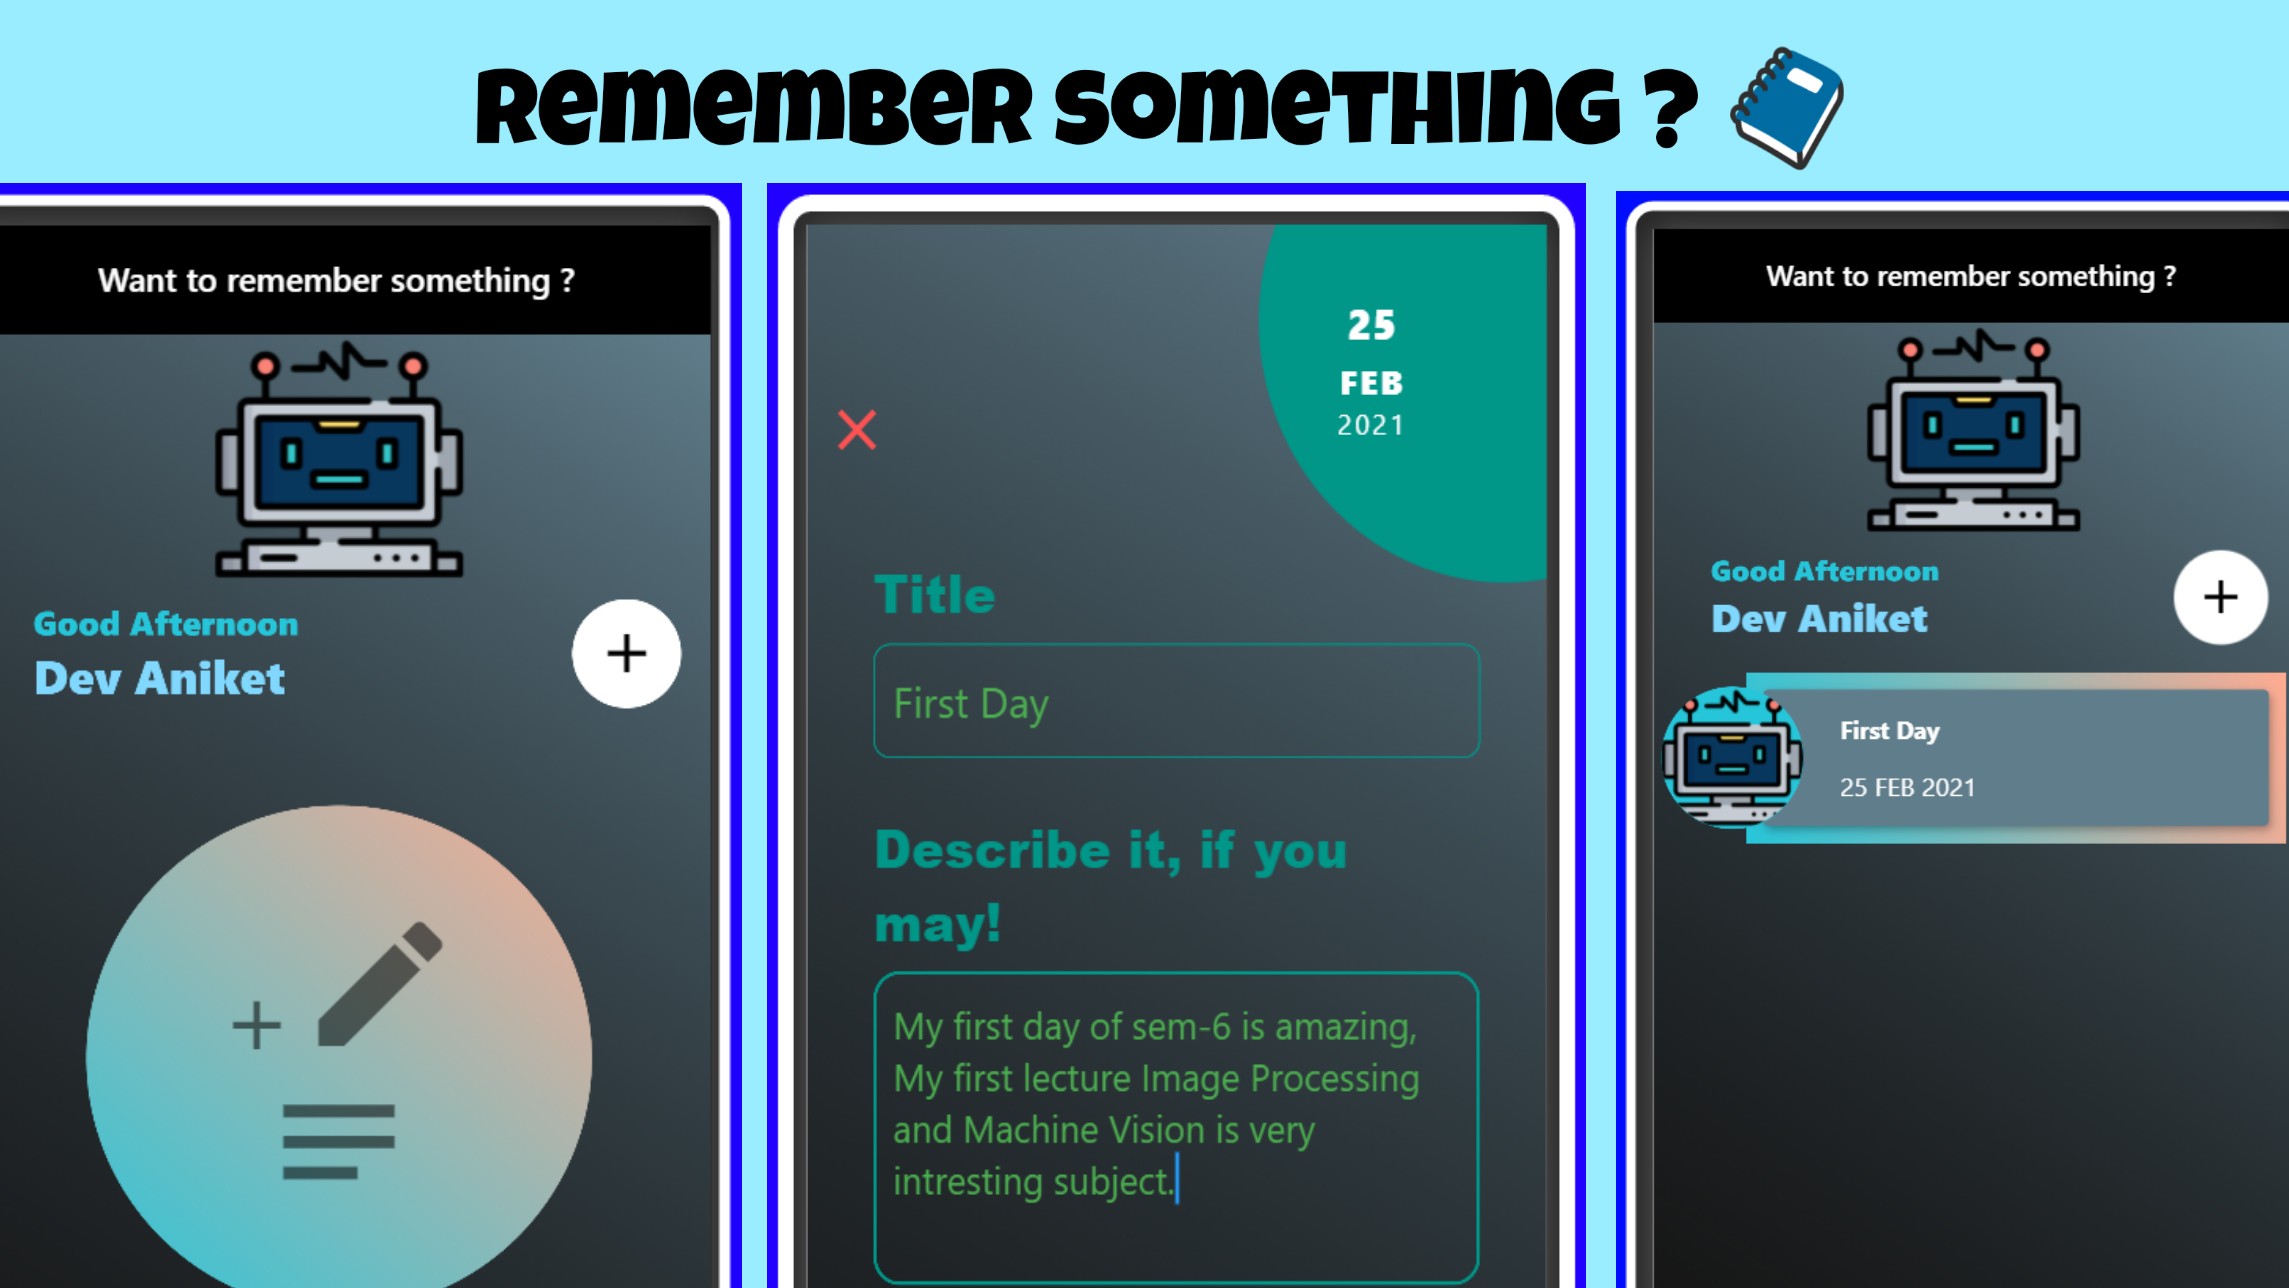 Remember Something ?
Want to remember something ?
Good Afternoon
Dev Aniket
25
FEB
2021
Title
First Day
Describe it, if you
may!
My first day of sem-6 is amazing,
My first lecture Image Processing
and Machine Vision is very
intresting subject.
Want to remember something ?
Good Afternoon
Dev Aniket
First Day
25 FEB 2021